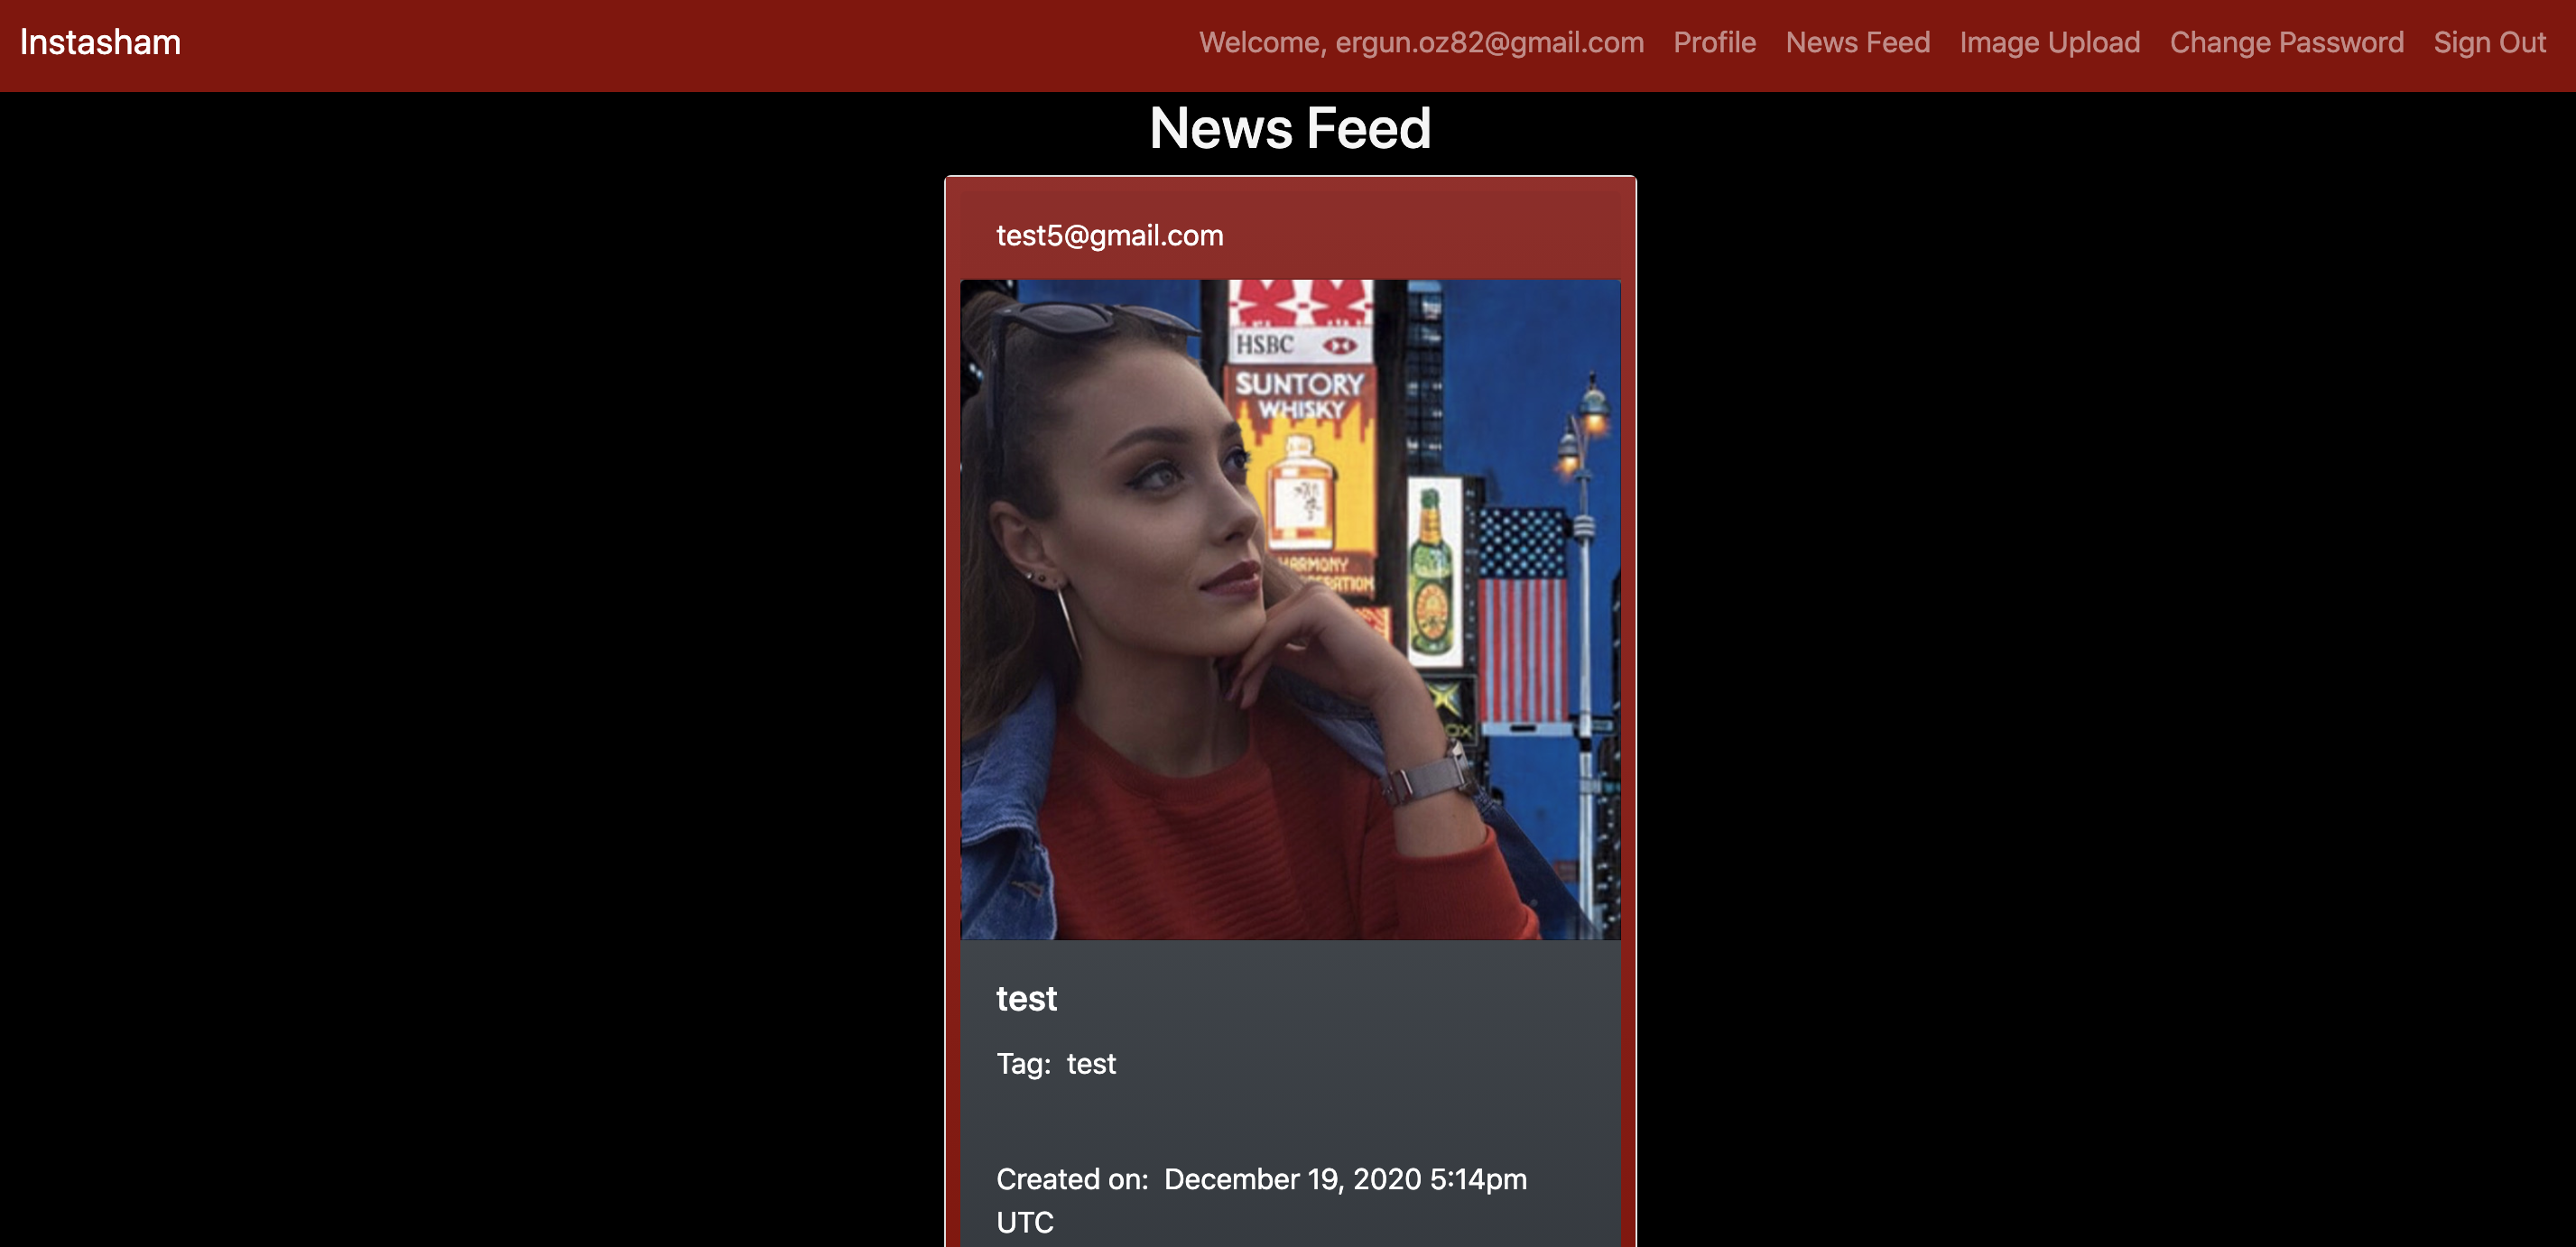 Instasham
Welcome, ergun.oz82@gmail.com Profile News Feed Image Upload Change Password Sign Out
News Feed
test5@gmail.com
HSBC
SUNTORY
WHISKY
HARMONY
test
Tag: test
Created on: December 19, 2020 5:14pm
UTC